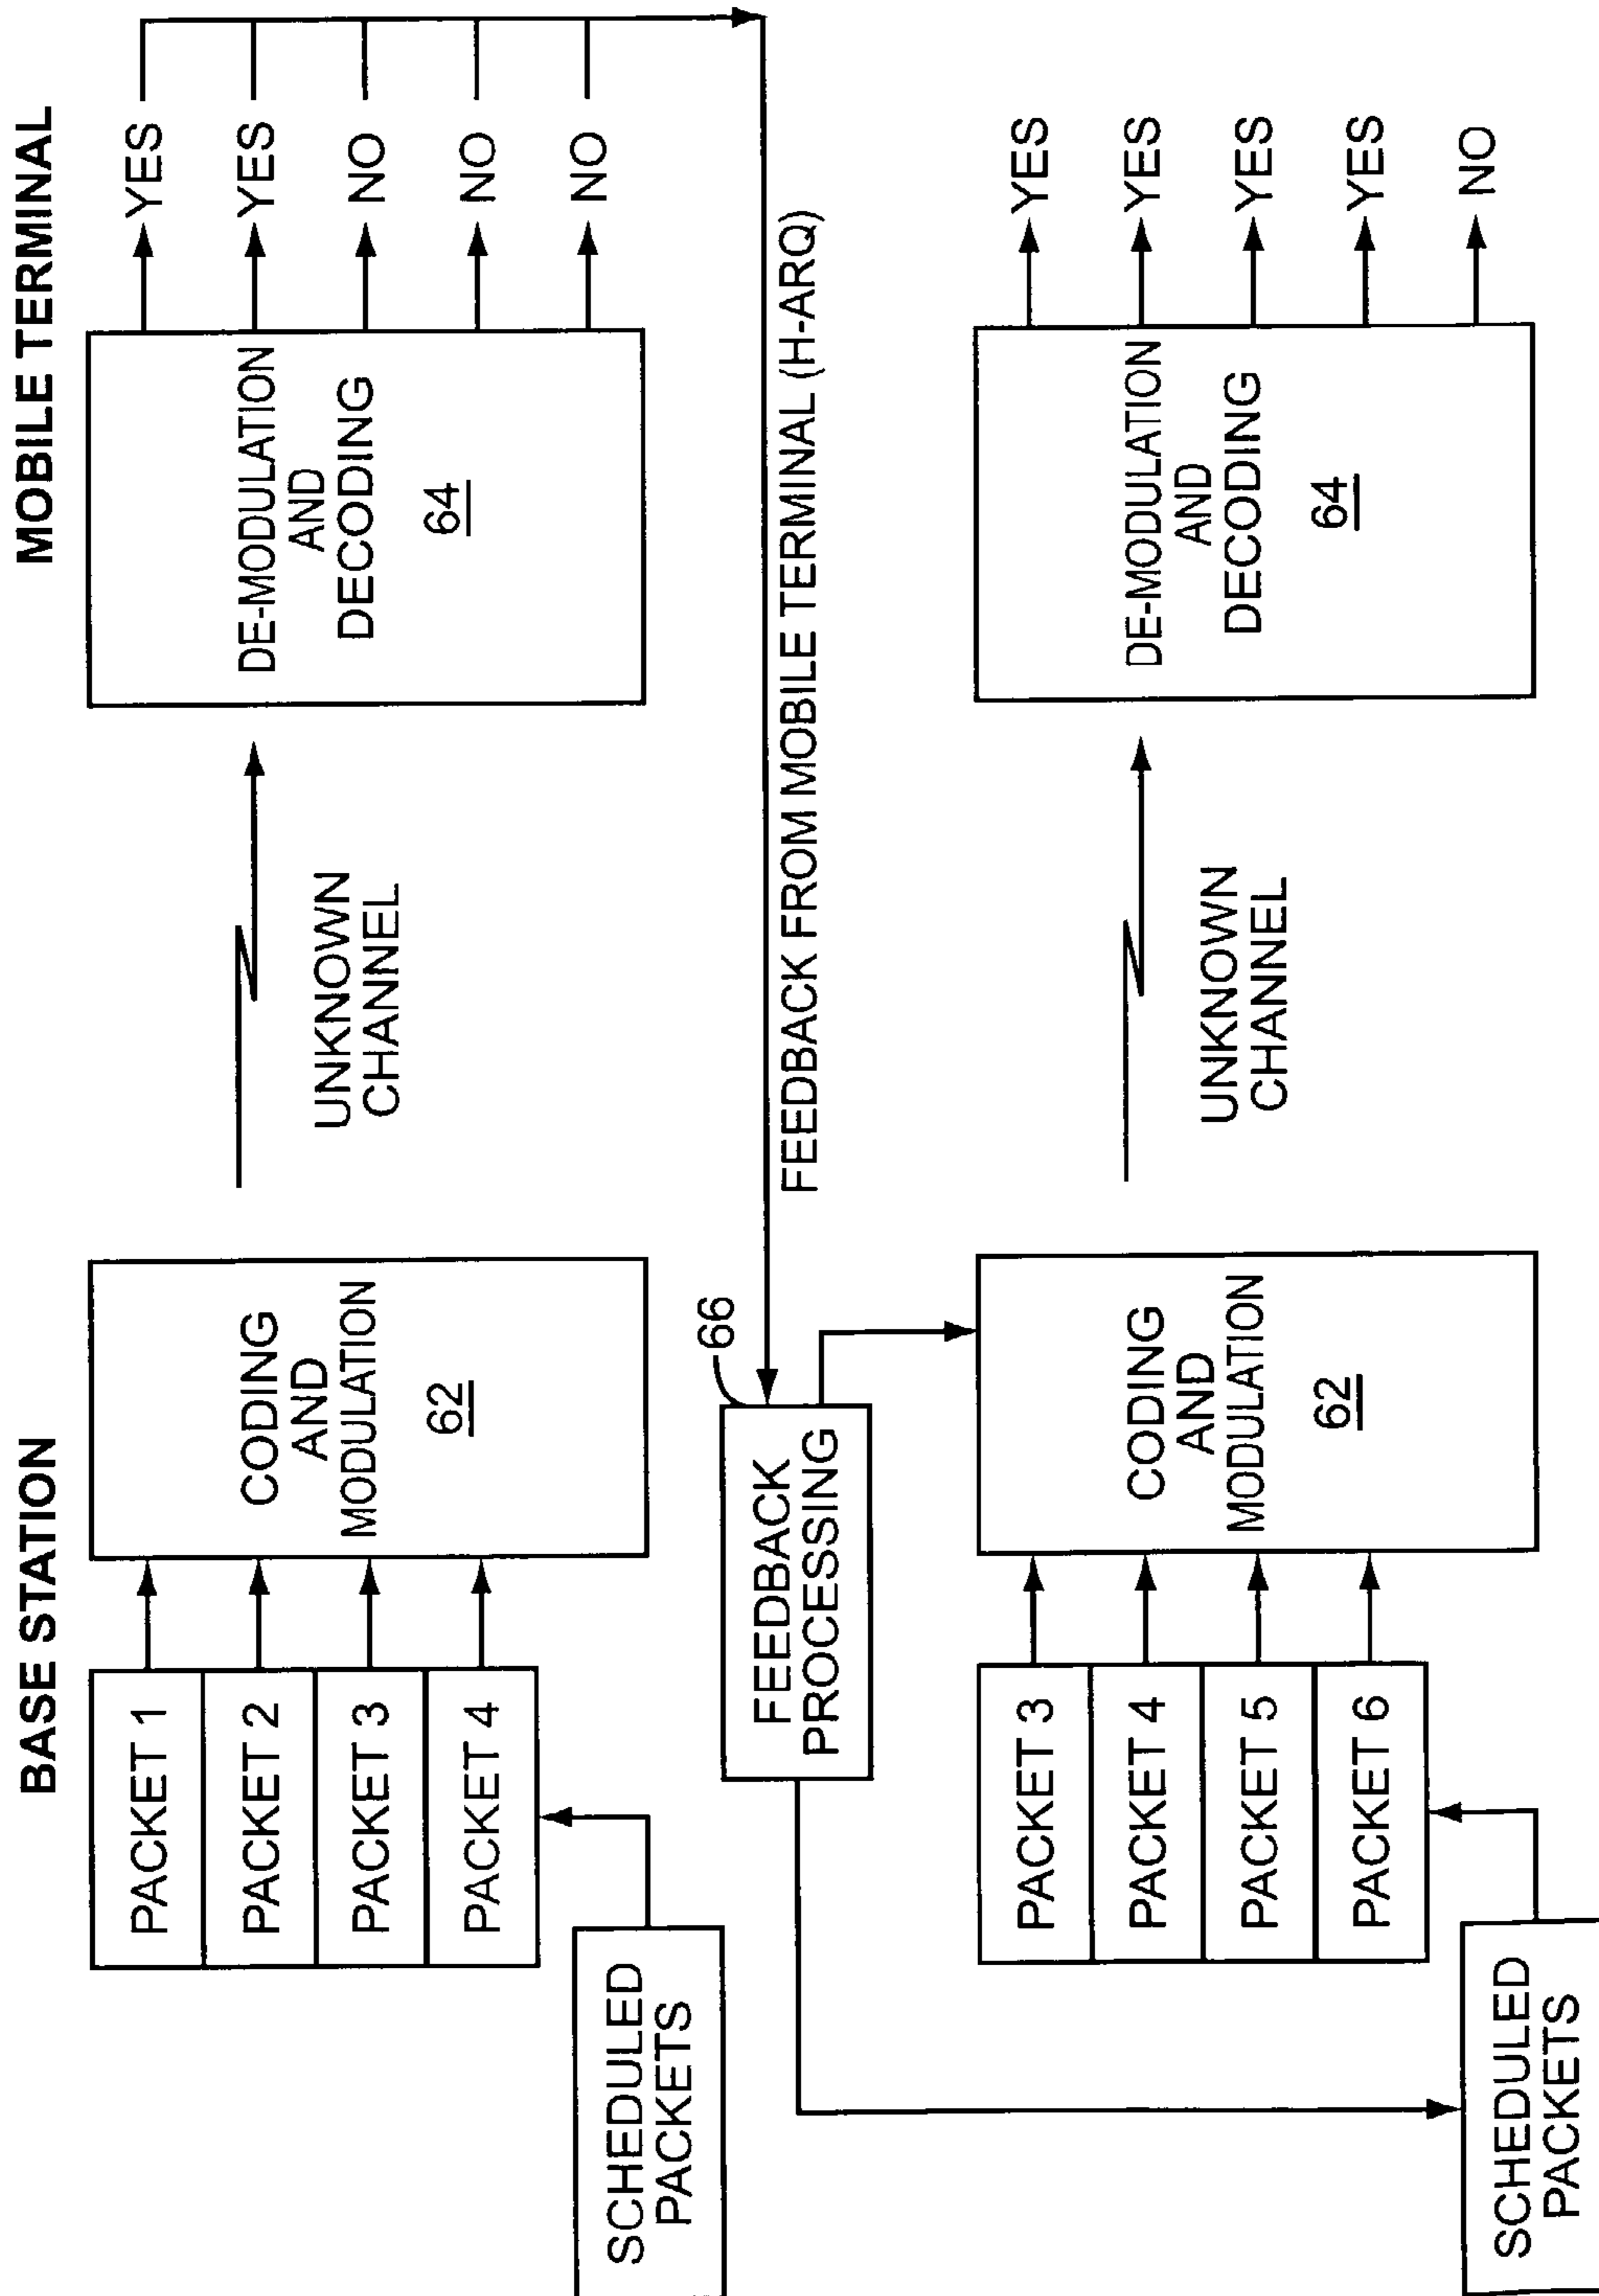 BASE STATION
MOBILE TERMINAL
PACKET 1
PACKET 2
PACKET 3
PACKET 4
SCHEDULED
PACKETS
CODING
AND
MODULATION
62
UNKNOWN
CHANNEL
DE-MODULATION
AND
DECODING
64
YES
YES
NO
NO
NO
66
FEEDBACK
PROCESSING
FEEDBACK FROM MOBILE TERMINAL (H-ARQ)
PACKET 3
PACKET 4
PACKET 5
PACKET 6
SCHEDULED
PACKETS
CODING
AND
MODULATION
62
UNKNOWN
CHANNEL
DE-MODULATION
AND
DECODING
64
YES
YES
YES
YES
NO